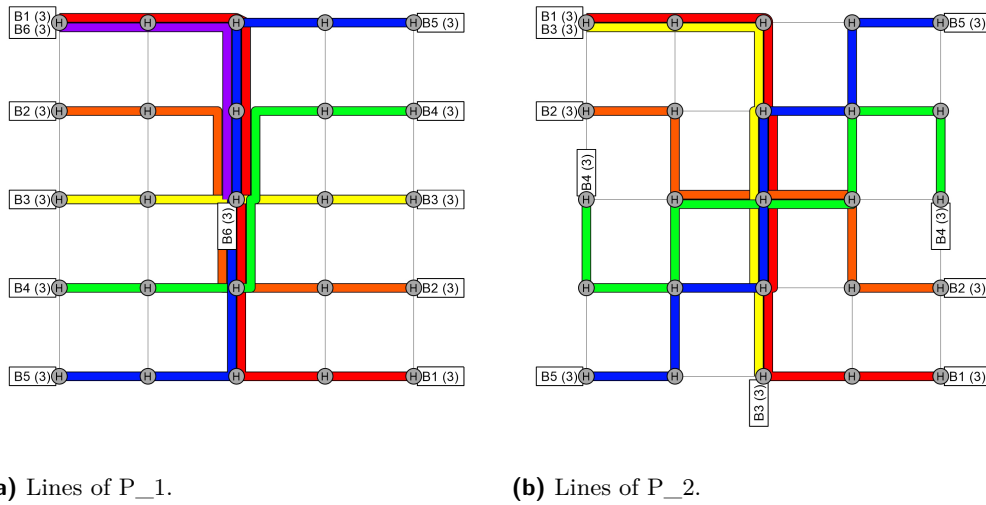 B1 (3)
B6 (3)
H H H H H
B5 (3)
B2 (3)
H H H H H
B4 (3)
B3 (3)
H H H H H
B3 (3)
B6 (3)
B4 (3)
H H H H H
B2 (3)
B5 (3)
H H H H H
B1 (3)
B1 (3)
B3 (3)
H H H H H
B5 (3)
B2 (3)
H H H H H
B4 (3)
H H H H H
B4 (3)
H H H H H
B2 (3)
B5 (3)
H H H H H
B1 (3)
B3 (3)
a) Lines of P_1.
(b) Lines of P_2.